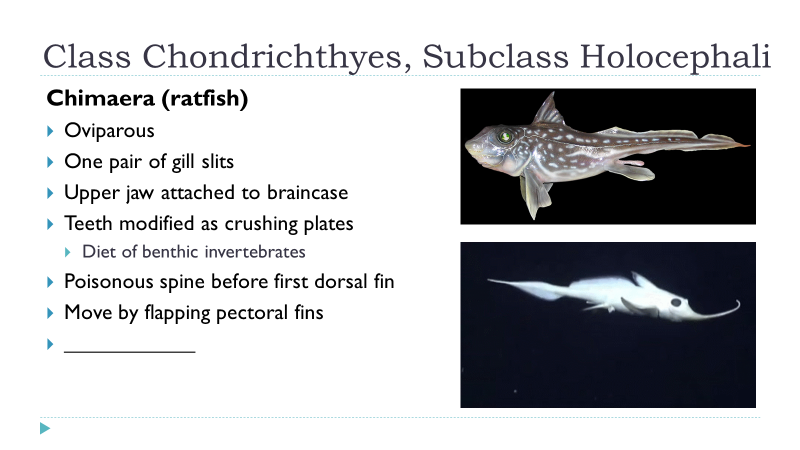 Class Chondrichthyes, Subclass Holocephali
Chimaera (ratfish)
Oviparous
One pair of gill slits
Upper jaw attached to braincase
Teeth modified as crushing plates
Diet of benthic invertebrates
Poisonous spine before first dorsal fin
Move by flapping pectoral fins
____________